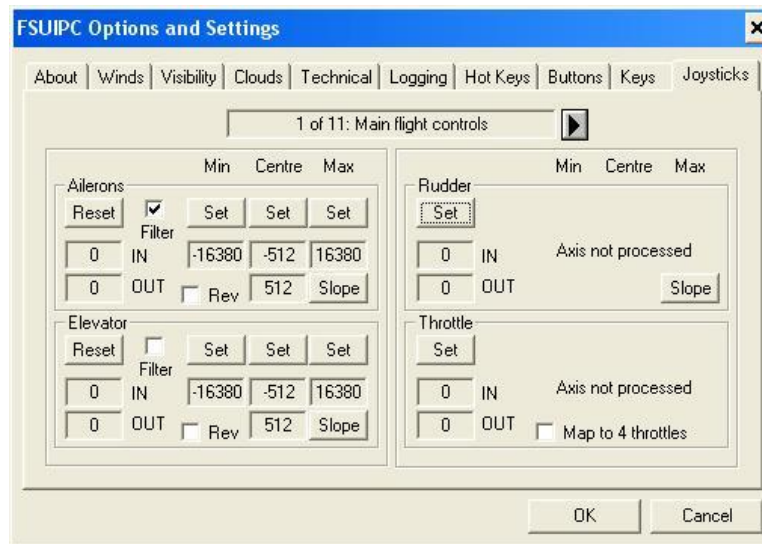 FSUIPC Options and Settings
About Winds Visibility Clouds Technical Logging Hot Keys Buttons Keys Joysticks
1 of 11: Main flight controls
Min Centre Max
Ailerons
Reset Filter Set Set Set
0 IN -16380 -512 16380
0 OUT Rev 512 Slope
Elevator
Reset Filter Set Set Set
0 IN -16380 -512 16380
0 OUT Rev 512 Slope
Min Centre Max
Rudder
Set
0 IN Axis not processed
0 OUT Slope
Throttle
Set
0 IN Axis not processed
0 OUT Map to 4 throttles
OK Cancel